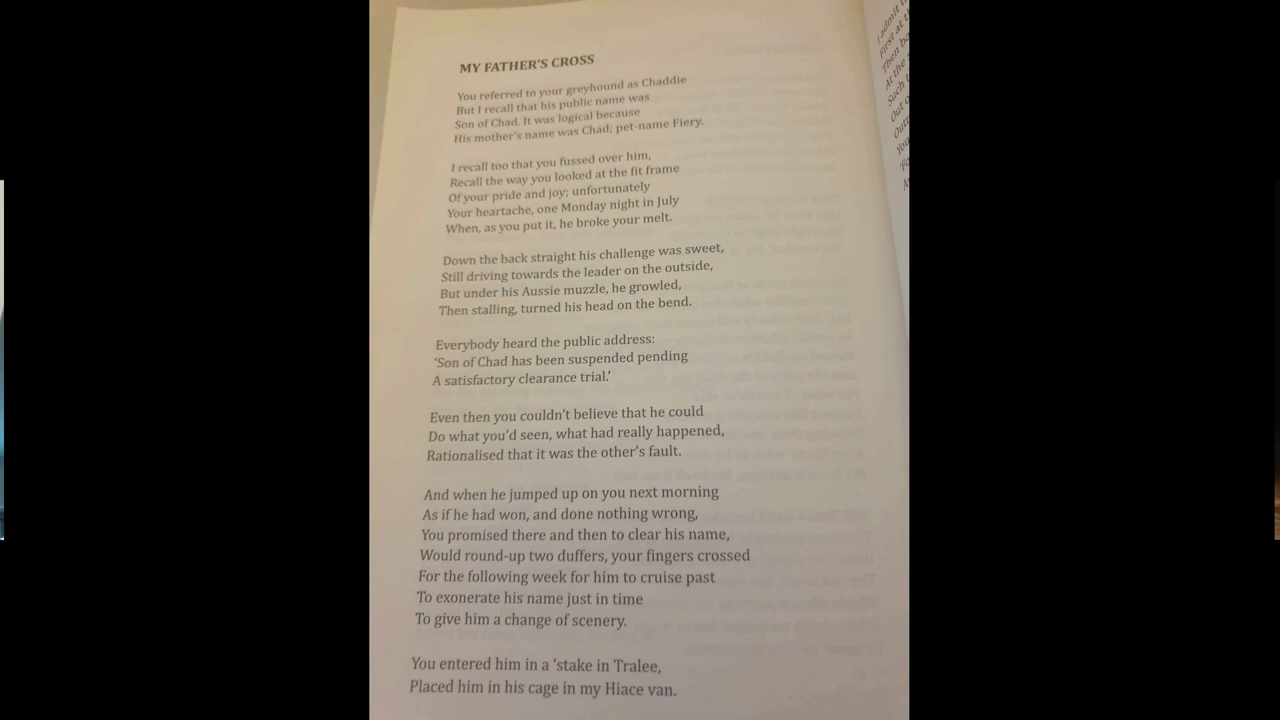 MY FATHER'S CROSS
You referred to your greyhound as Chaddie
But I recall that his public name was
Son of Chad. It was logical because
His mother's name was Chad; pet-name Fiery.
I recall too that you fussed over him,
Recall the way you looked at the fit frame
Of your pride and joy; unfortunately
Your heartache, one Monday night in July
When, as you put it, he broke your melt.
Down the back straight his challenge was sweet,
Still driving towards the leader on the outside,
But under his Aussie muzzle, he growled,
Then stalling, turned his head on the bend.
Everybody heard the public address:
'Son of Chad has been suspended pending
A satisfactory clearance trial.'
Even then you couldn't believe that he could
Do what you'd seen, what had really happened,
Rationalised that it was the other's fault.
And when he jumped up on you next morning
As if he had won, and done nothing wrong,
You promised there and then to clear his name,
Would round-up two duffers, your fingers crossed
For the following week for him to cruise past
To exonerate his name just in time
To give him a change of scenery.
You entered him in a 'stake in Tralee,
Placed him in his cage in my Hiace van.
I admit
First at
Then ba
At the
Such
Out